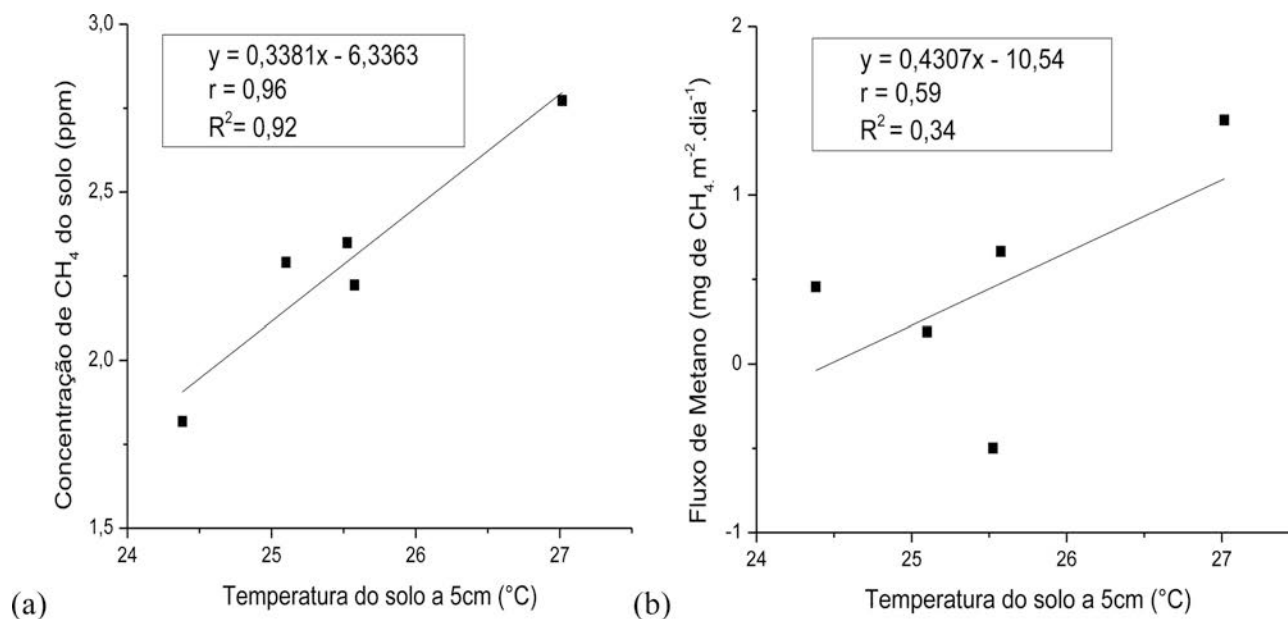 y = 0,3381x - 6,3363
r = 0,96
R²= 0,92
Concentração de CH₄ do solo (ppm)
3,0
2,5
2,0
1,5
24 25 26 27
Temperatura do solo a 5cm (°C)
(a)
y = 0,4307x - 10,54
r = 0,59
R² = 0,34
Fluxo de Metano (mg de CH₄.m⁻².dia⁻¹)
2
1
0
-1
24 25 26 27
Temperatura do solo a 5cm (°C)
(b)